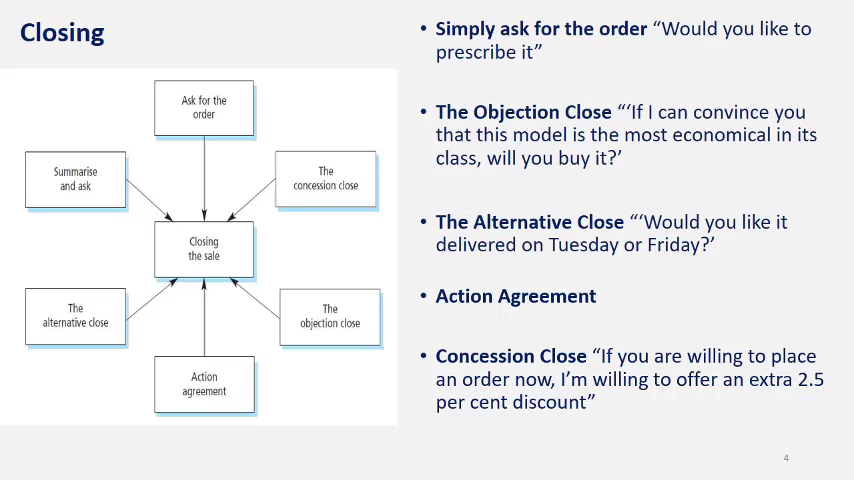 Closing
Ask for the
order
Summarise
and ask
The
concession close
Closing
the sale
The
alternative close
The
objection close
Action
agreement
• Simply ask for the order “Would you like to
prescribe it”
• The Objection Close “‘If I can convince you
that this model is the most economical in its
class, will you buy it?’
• The Alternative Close “‘Would you like it
delivered on Tuesday or Friday?’
• Action Agreement
• Concession Close “If you are willing to place
an order now, I’m willing to offer an extra 2.5
per cent discount”
4